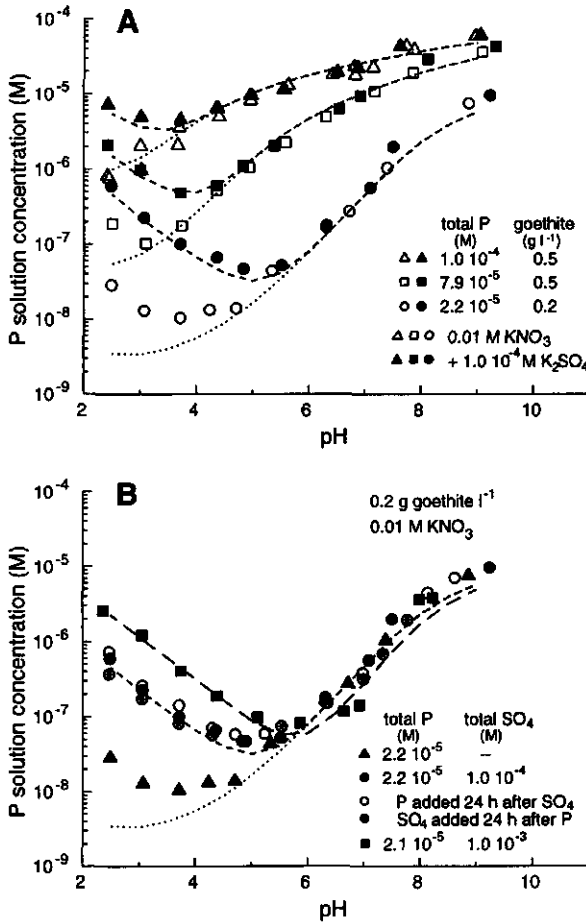 A
P solution concentration (M)
10⁻⁴
10⁻⁵
10⁻⁶
10⁻⁷
10⁻⁸
10⁻⁹
total P goethite
(M) (g l⁻¹)
△ ▲ 1.0 10⁻⁴ 0.5
□ ■ 7.9 10⁻⁵ 0.5
○ ● 2.2 10⁻⁵ 0.2
△ □ ○ 0.01 M KNO₃
▲ ■ ● + 1.0 10⁻⁴ M K₂SO₄
2 4 6 8 10
pH
B
P solution concentration (M)
10⁻⁴
10⁻⁵
10⁻⁶
10⁻⁷
10⁻⁸
10⁻⁹
0.2 g goethite l⁻¹
0.01 M KNO₃
total P total SO₄
(M) (M)
▲ 2.2 10⁻⁵ –
● 2.2 10⁻⁵ 1.0 10⁻⁴
○ P added 24 h after SO₄
● SO₄ added 24 h after P
■ 2.1 10⁻⁵ 1.0 10⁻³
2 4 6 8 10
pH